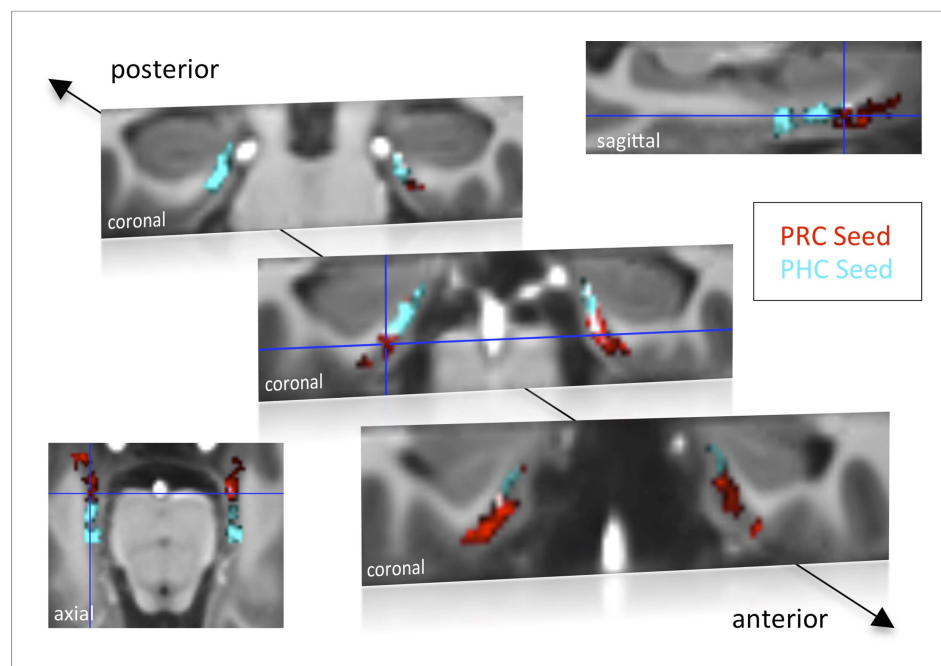 posterior
sagittal
coronal
PRC Seed
PHC Seed
coronal
coronal
axial
anterior